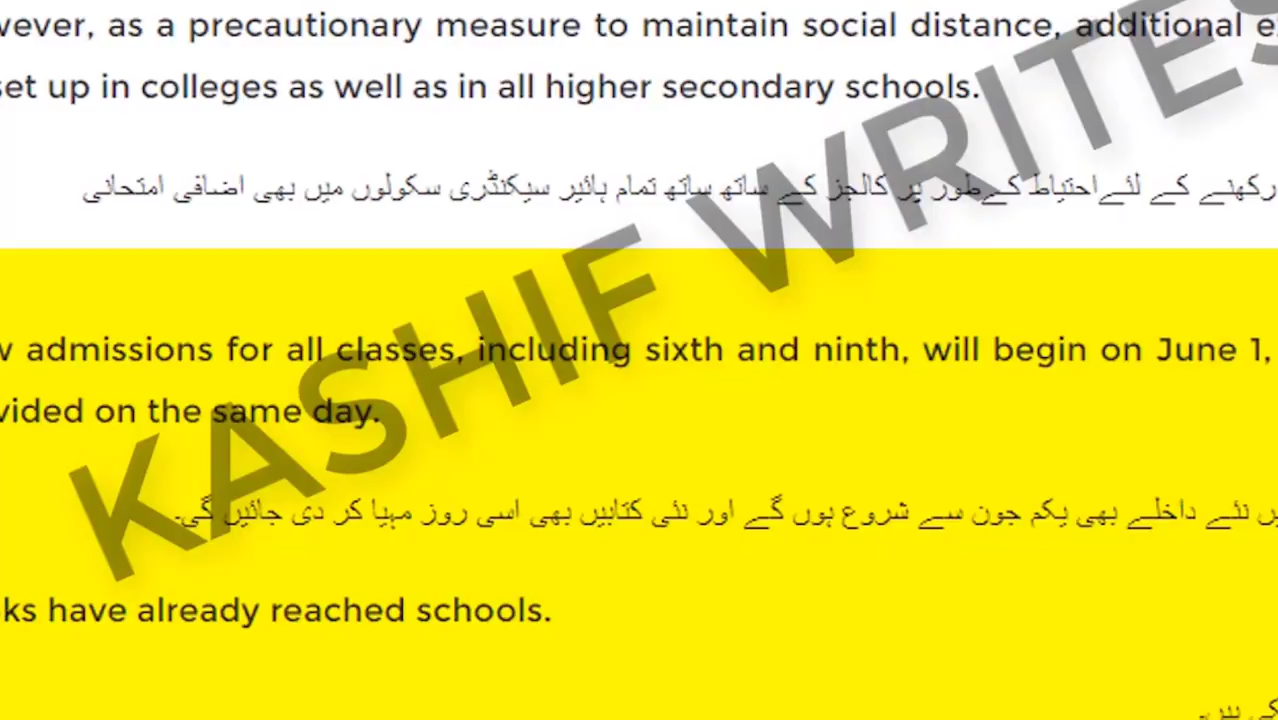 wever, as a precautionary measure to maintain social distance, additional e
set up in colleges as well as in all higher secondary schools.
رکھنے کے لئےاحتیاط کےطور پر کالجز کے ساتھ ساتھ تمام ہائیر سیکنڈری سکولوں میں بھی اضافی امتحانی
w admissions for all classes, including sixth and ninth, will begin on June 1,
vided on the same day.
ں نئے داخلے بھی یکم جون سے شروع ہوں گے اور نئی کتابیں بھی اسی روز مہیا کر دی جائیں گی۔
ks have already reached schools.
کے ہیں۔
KASHIF WRITES